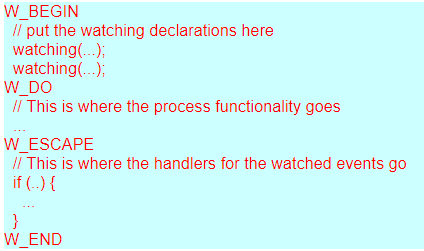 W_BEGIN
// put the watching declarations here
watching(...);
watching(...);
W_DO
// This is where the process functionality goes
...
W_ESCAPE
// This is where the handlers for the watched events go
if (..) {
...
}
W_END